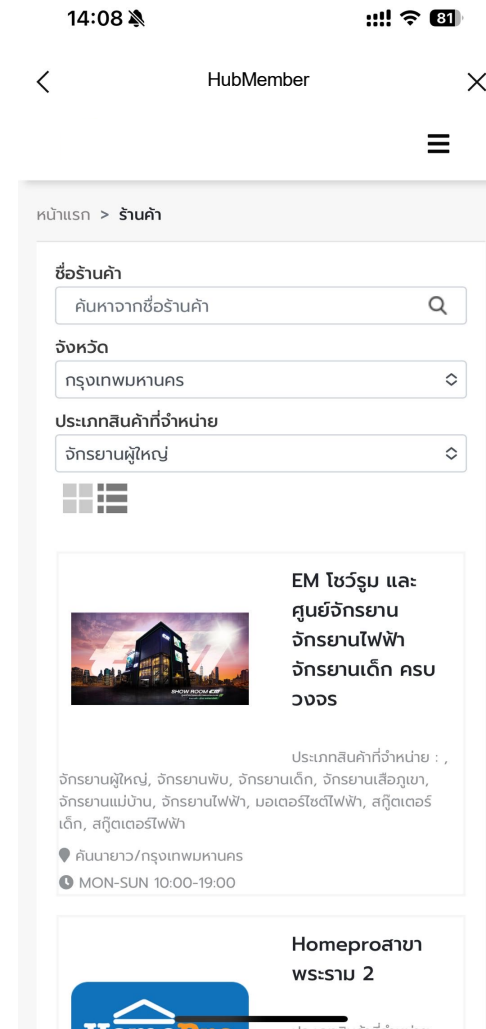 14:08
81
HubMember
หน้าแรก > ร้านค้า
ชื่อร้านค้า
ค้นหาจากชื่อร้านค้า
จังหวัด
กรุงเทพมหานคร
ประเภทสินค้าที่จำหน่าย
จักรยานผู้ใหญ่
EM โชว์รูม และ
ศูนย์จักรยาน
จักรยานไฟฟ้า
จักรยานเด็ก ครบ
วงจร
SHOW ROOM EM
ประเภทสินค้าที่จำหน่าย : ,
จักรยานผู้ใหญ่, จักรยานพับ, จักรยานเด็ก, จักรยานเสือภูเขา,
จักรยานแม่บ้าน, จักรยานไฟฟ้า, มอเตอร์ไซต์ไฟฟ้า, สกู๊ตเตอร์
เด็ก, สกู๊ตเตอร์ไฟฟ้า
คันนายาว/กรุงเทพมหานคร
MON-SUN 10:00-19:00
Homeproสาขา
พระราม 2